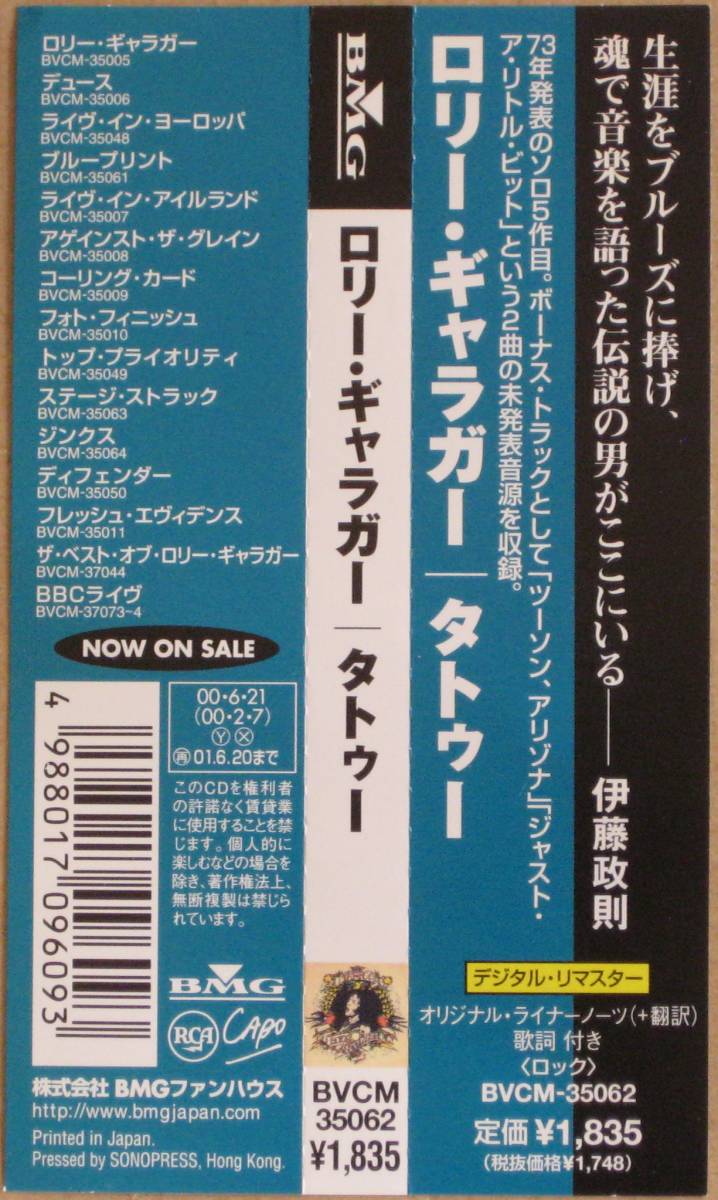 生涯をブルーズに捧げ、
魂で音楽を語った伝説の男がここにいる── 伊藤政則
73年発表のソロ5作目。ボーナス・トラックとして「ツーソン、アリゾナ」「ジャスト・
ア・リトル・ビット」という2曲の未発表音源を収録。
ロリー・ギャラガー｜タトゥー
デジタル・リマスター
オリジナル・ライナーノーツ(+翻訳)
歌詞 付き
〈ロック〉
BVCM-35062
定価 ¥1,835
(税抜価格¥1,748)
BMG
ロリー・ギャラガー｜タトゥー
BVCM
35062
¥1,835
ロリー・ギャラガー
BVCM-35005
デュース
BVCM-35006
ライヴ・イン・ヨーロッパ
BVCM-35048
ブループリント
BVCM-35061
ライヴ・イン・アイルランド
BVCM-35007
アゲインスト・ザ・グレイン
BVCM-35008
コーリング・カード
BVCM-35009
フォト・フィニッシュ
BVCM-35010
トップ・プライオリティ
BVCM-35049
ステージ・ストラック
BVCM-35063
ジンクス
BVCM-35064
ディフェンダー
BVCM-35050
フレッシュ・エヴィデンス
BVCM-35011
ザ・ベスト・オブ・ロリー・ギャラガー
BVCM-37044
BBCライヴ
BVCM-37073~4
NOW ON SALE
4 988017 096093
00・6・21
(00・2・7)
Ⓨ Ⓧ
再 01.6.20まで
このCDを権利者
の許諾なく賃貸業
に使用することを禁
じます。個人的に
楽しむなどの場合を
除き、著作権法上、
無断複製は禁じら
れています。
BMG
RCA Capo
株式会社 BMGファンハウス
http://www.bmgjapan.com/
Printed in Japan.
Pressed by SONOPRESS, Hong Kong.